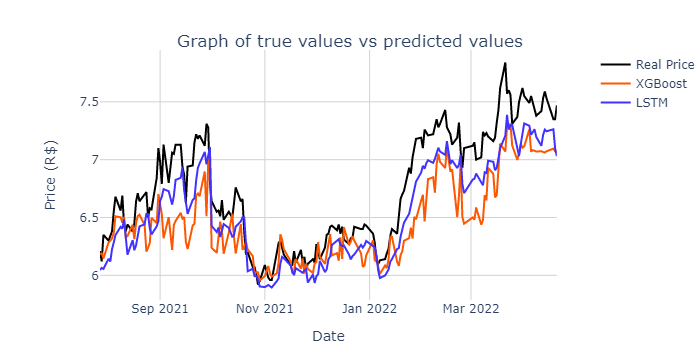 Graph of true values vs predicted values
Real Price
XGBoost
LSTM
Price (R$)
7.5
7
6.5
6
Sep 2021
Nov 2021
Jan 2022
Mar 2022
Date